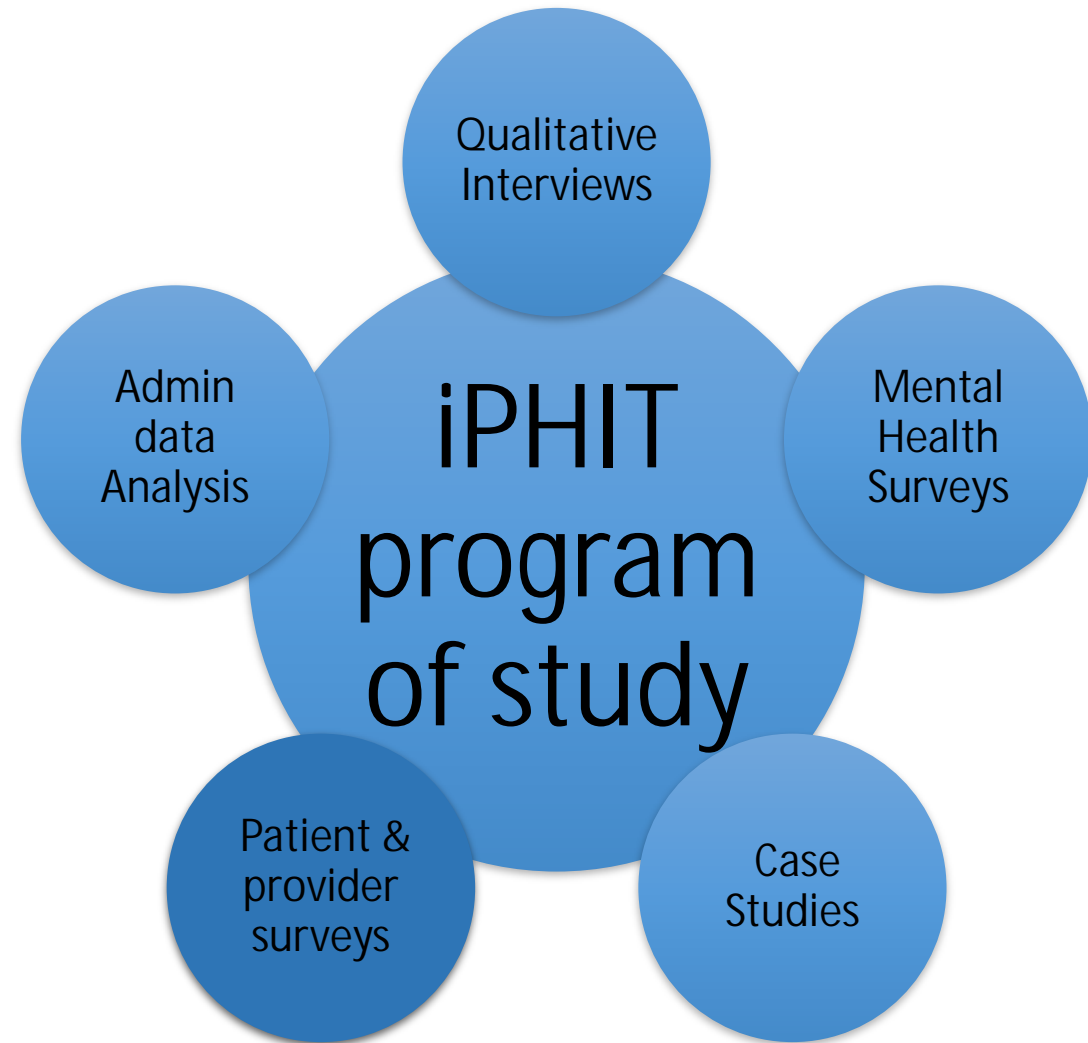 Qualitative
Interviews
Admin
data
Analysis
iPHIT
program
of study
Mental
Health
Surveys
Patient &
provider
surveys
Case
Studies